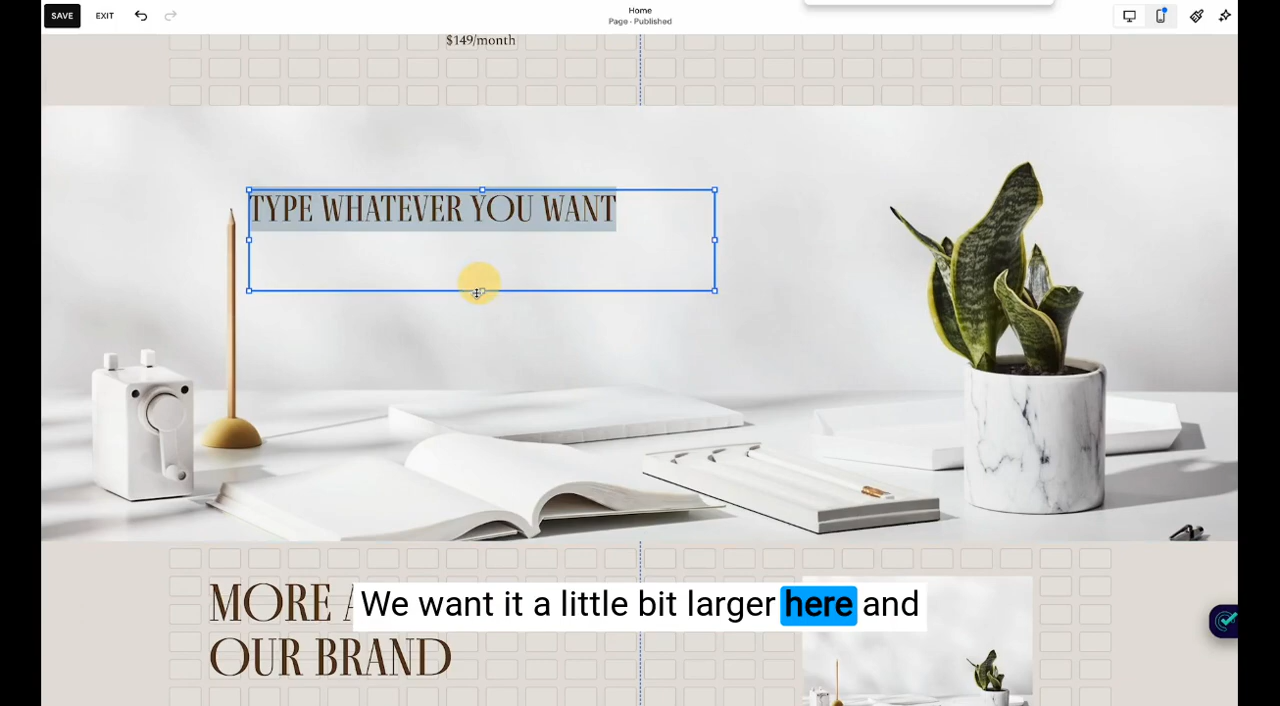 SAVE EXIT Home
Page · Published
$149/month
TYPE WHATEVER YOU WANT
MORE A
OUR BRAND
We want it a little bit larger here and